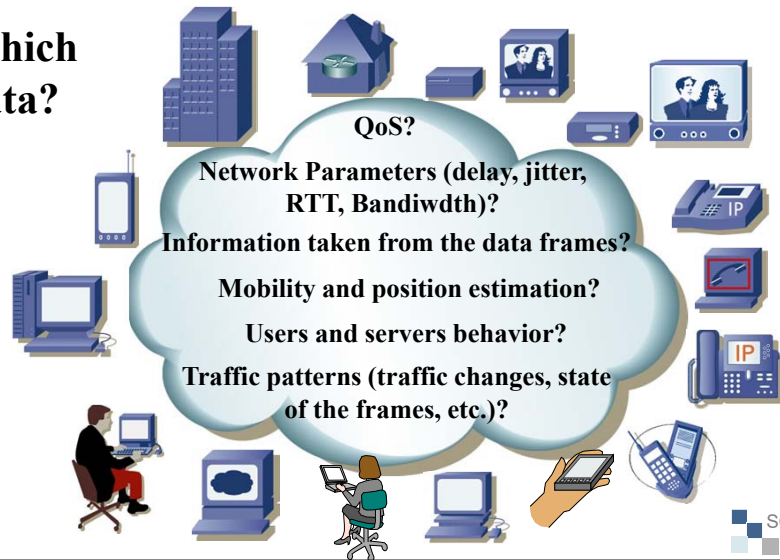 hich
ta?
QoS?
Network Parameters (delay, jitter,
RTT, Bandiwdth)?
Information taken from the data frames?
Mobility and position estimation?
Users and servers behavior?
Traffic patterns (traffic changes, state
of the frames, etc.)?
IP
IP
S